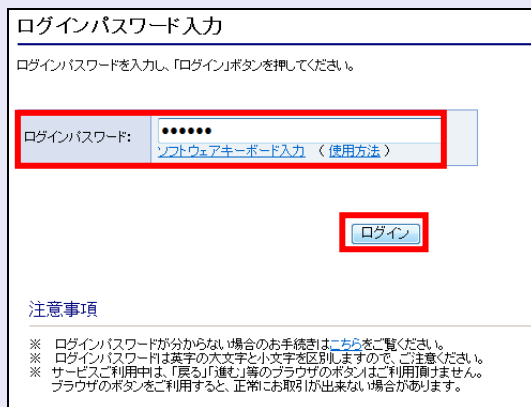 ログインパスワード入力
ログインパスワードを入力し、「ログイン」ボタンを押してください。
ログインパスワード: ●●●●●●
ソフトウェアキーボード入力 （使用方法）
ログイン
注意事項
※ ログインパスワードが分からない場合のお手続きはこちらをご覧ください。
※ ログインパスワードは英字の大文字と小文字を区別しますので、ご注意ください。
※ サービスご利用中は、「戻る」「進む」等のブラウザのボタンはご利用頂けません。
ブラウザのボタンをご利用すると、正常にお取引が出来ない場合があります。